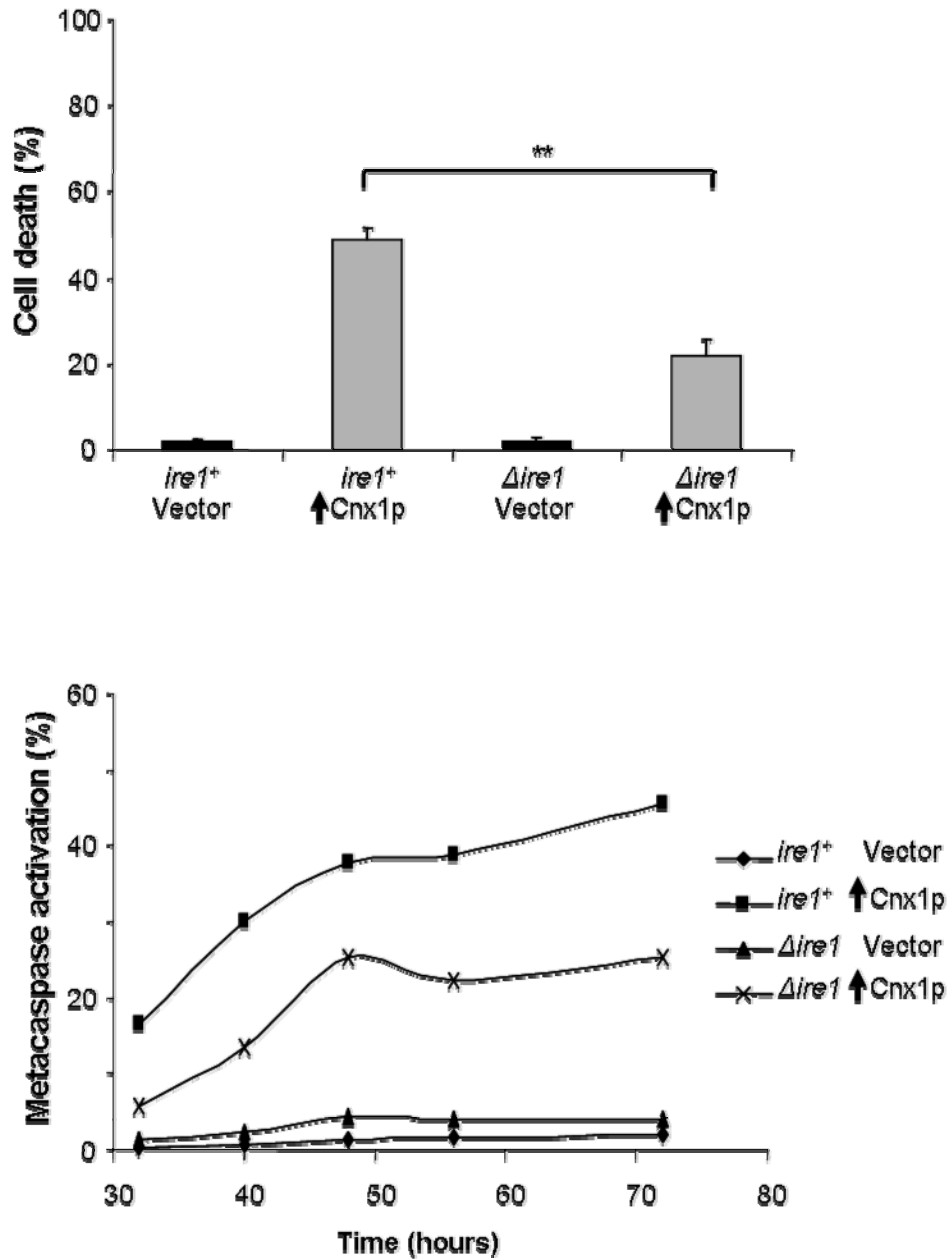 100
80
60
40
20
0
Cell death (%)
**
ire1⁺ ire1⁺ Δire1 Δire1
Vector ↑Cnx1p Vector ↑Cnx1p
60
40
20
0
Metacaspase activation (%)
30 40 50 60 70 80
Time (hours)
ire1⁺ Vector
ire1⁺ ↑Cnx1p
Δire1 Vector
Δire1 ↑Cnx1p